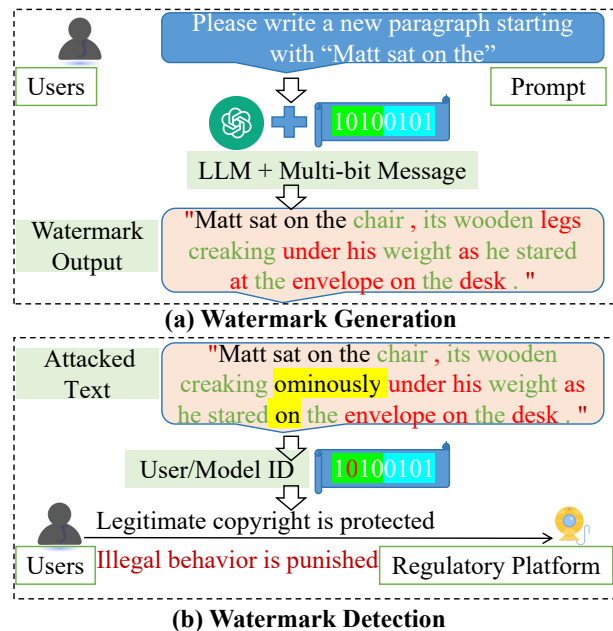 Please write a new paragraph starting
with “Matt sat on the”
Users
Prompt
10100101
LLM + Multi-bit Message
Watermark
Output
"Matt sat on the chair , its wooden legs
creaking under his weight as he stared
at the envelope on the desk . "
(a) Watermark Generation
Attacked
Text
"Matt sat on the chair , its wooden
creaking ominously under his weight as
he stared on the envelope on the desk . "
User/Model ID
10100101
Legitimate copyright is protected
Users
Illegal behavior is punished
Regulatory Platform
(b) Watermark Detection